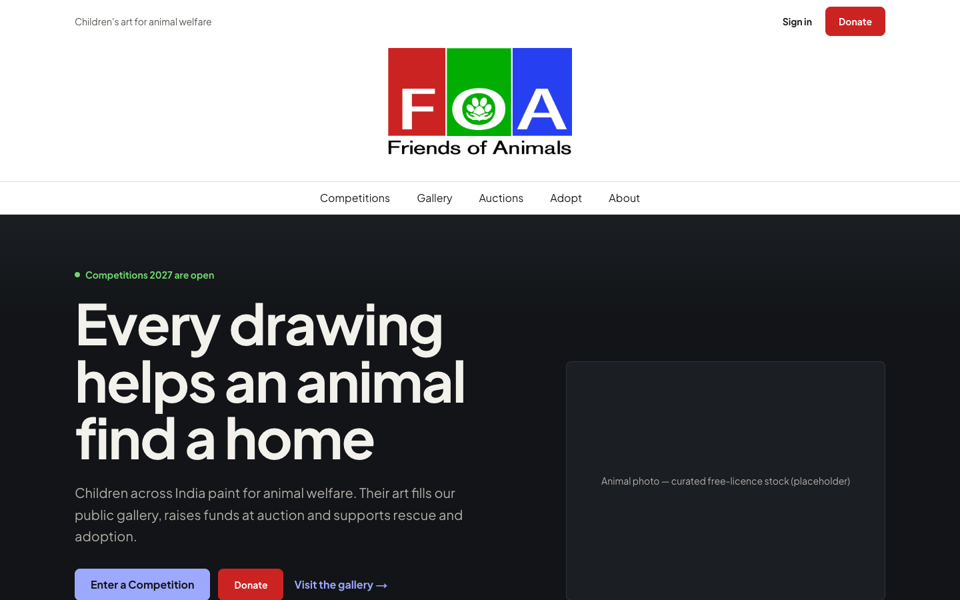 Children's art for animal welfare
Sign in
Donate
FOA
Friends of Animals
Competitions
Gallery
Auctions
Adopt
About
Competitions 2027 are open
Every drawing
helps an animal
find a home
Children across India paint for animal welfare. Their art fills our
public gallery, raises funds at auction and supports rescue and
adoption.
Enter a Competition
Donate
Visit the gallery →
Animal photo — curated free-licence stock (placeholder)